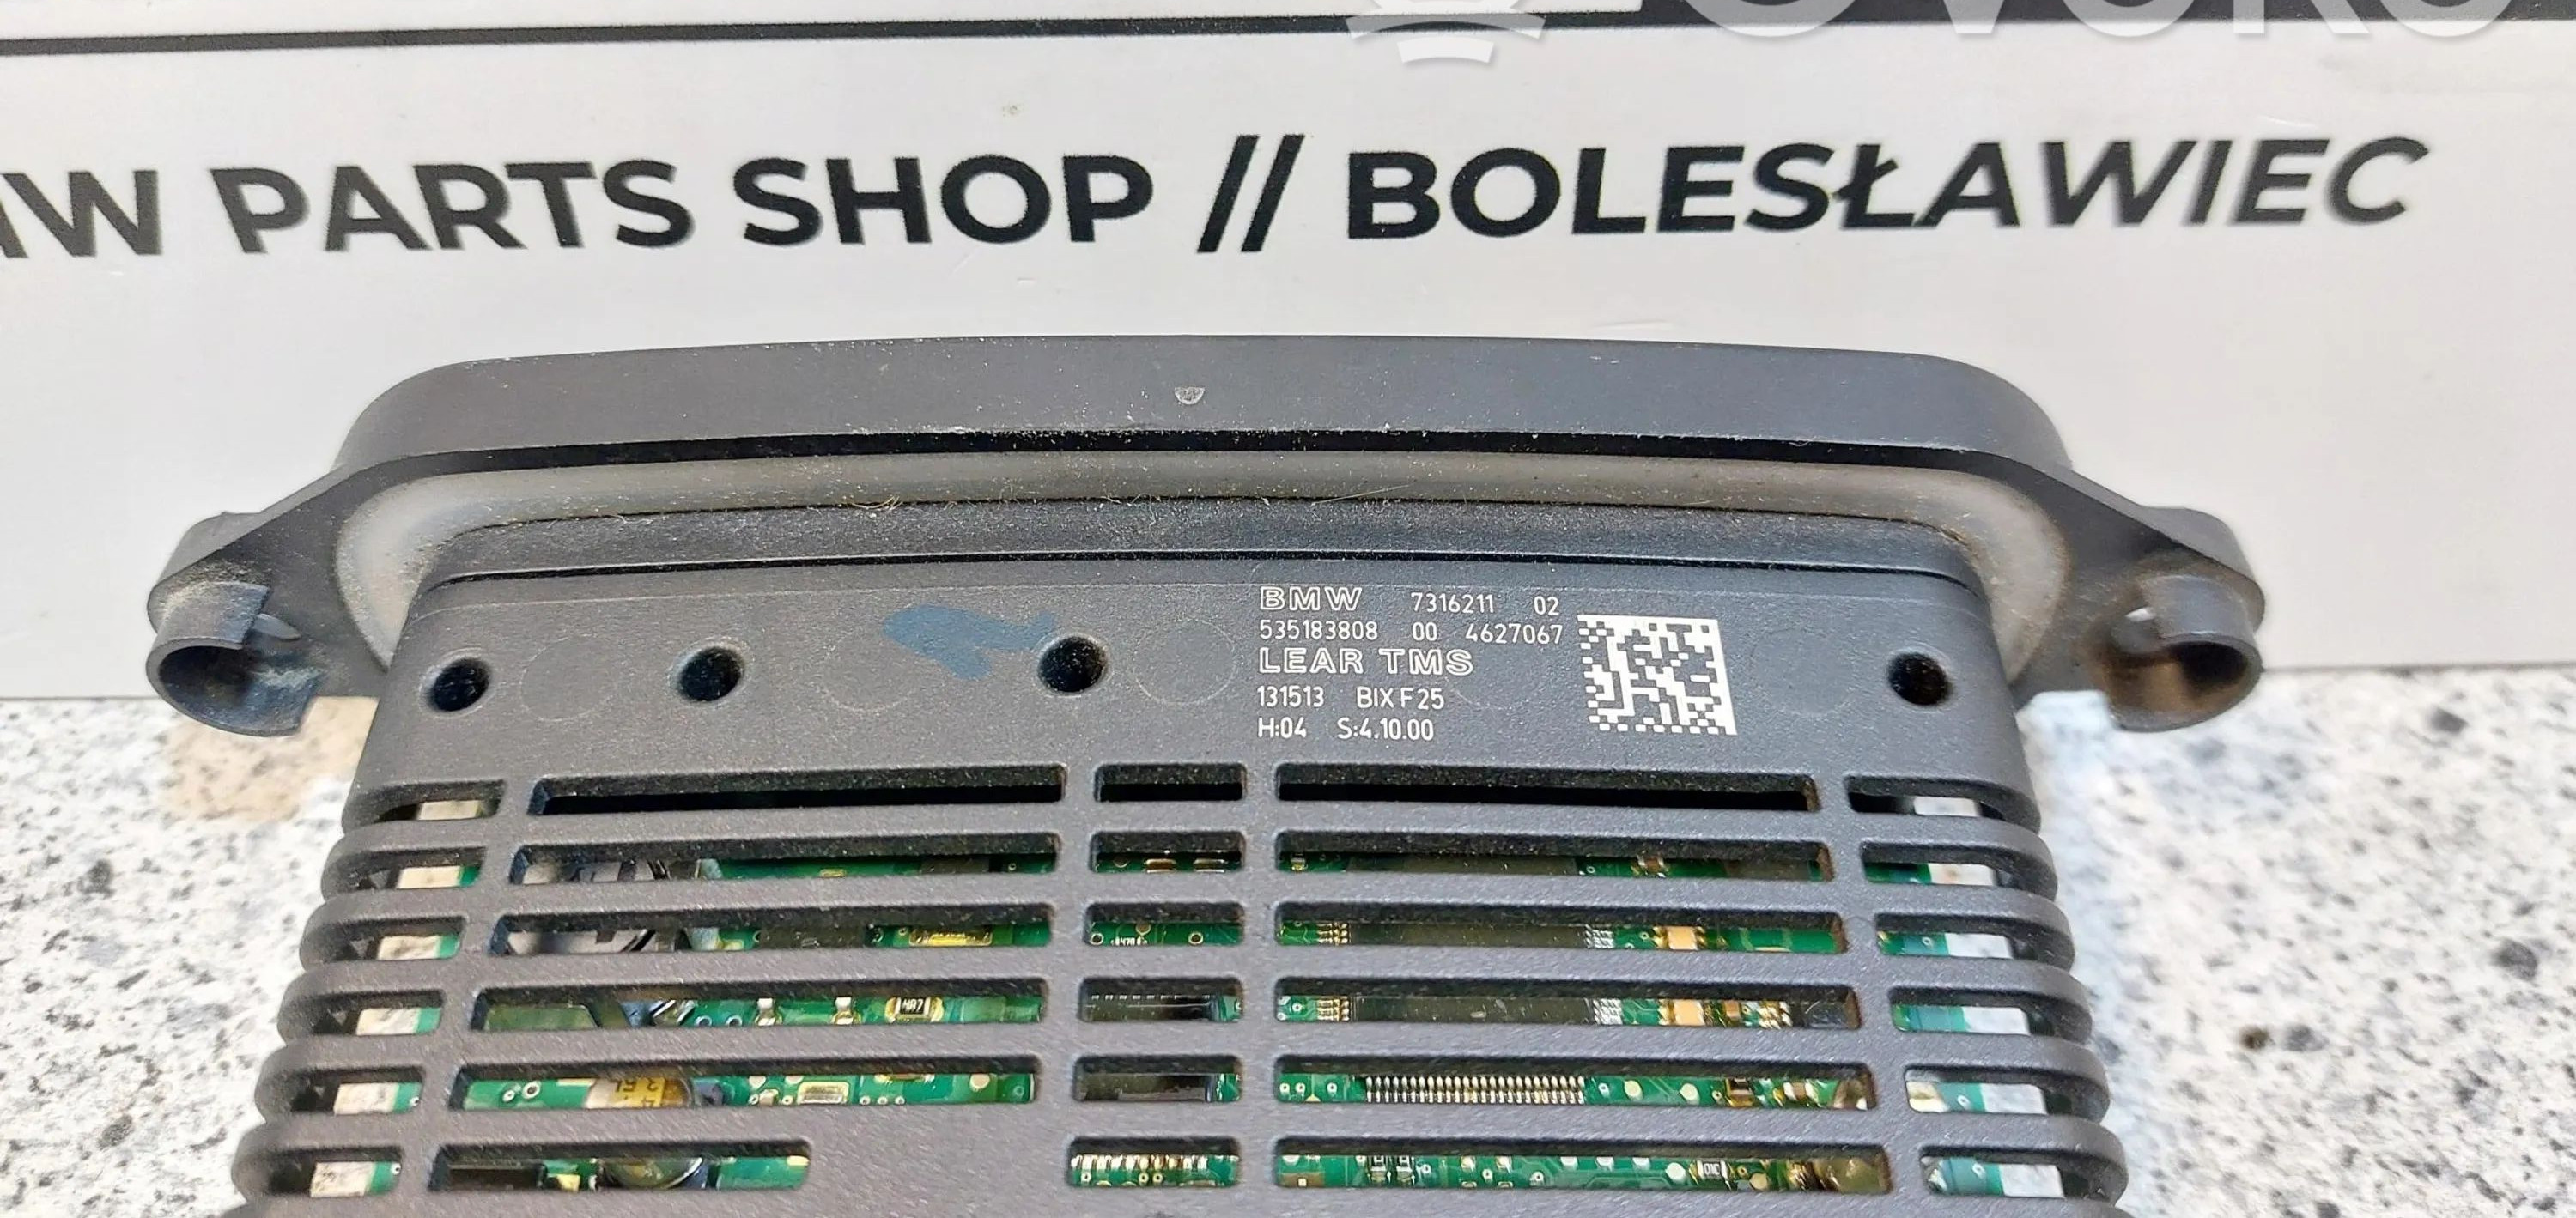 PARTS SHOP // BOLESŁAWIEC
BMW 7316211 02
535183808 00 4627067
LEAR TMS
131513 BIX F25
H:04 S:4.10.00